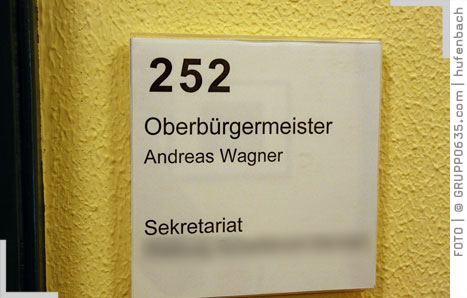 252
Oberbürgermeister
Andreas Wagner
Sekretariat
FOTO | © GRUPPO635.com | hufenbach